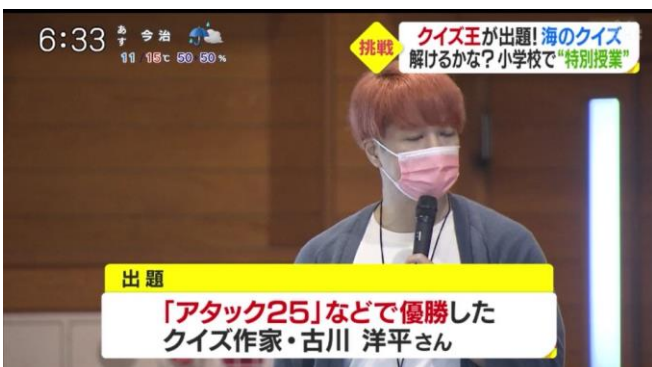 6:33
あす 今治
11 15℃ 50 50%
挑戦
クイズ王が出題!海のクイズ
解けるかな?小学校で“特別授業”
出題
「アタック25」などで優勝した
クイズ作家・古川 洋平さん